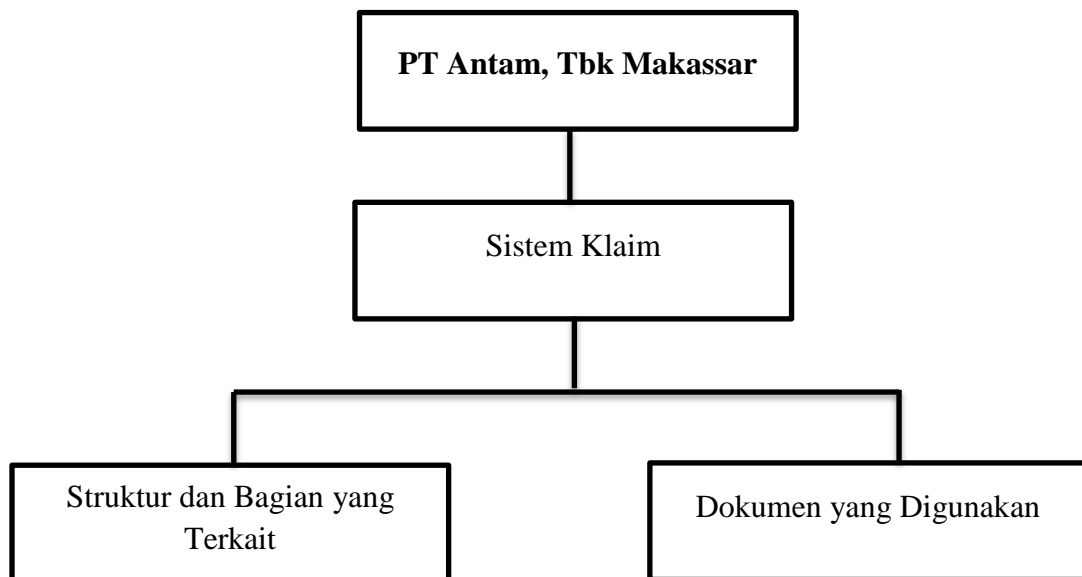 PT Antam, Tbk Makassar
Sistem Klaim
Struktur dan Bagian yang
Terkait
Dokumen yang Digunakan